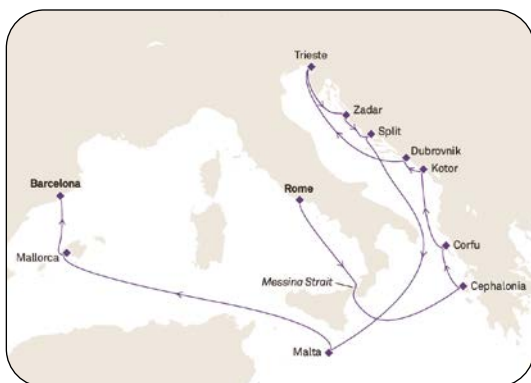 Trieste
Zadar
Split
Dubrovnik
Kotor
Barcelona
Rome
Mallorca
Corfu
Messina Strait
Cephalonia
Malta